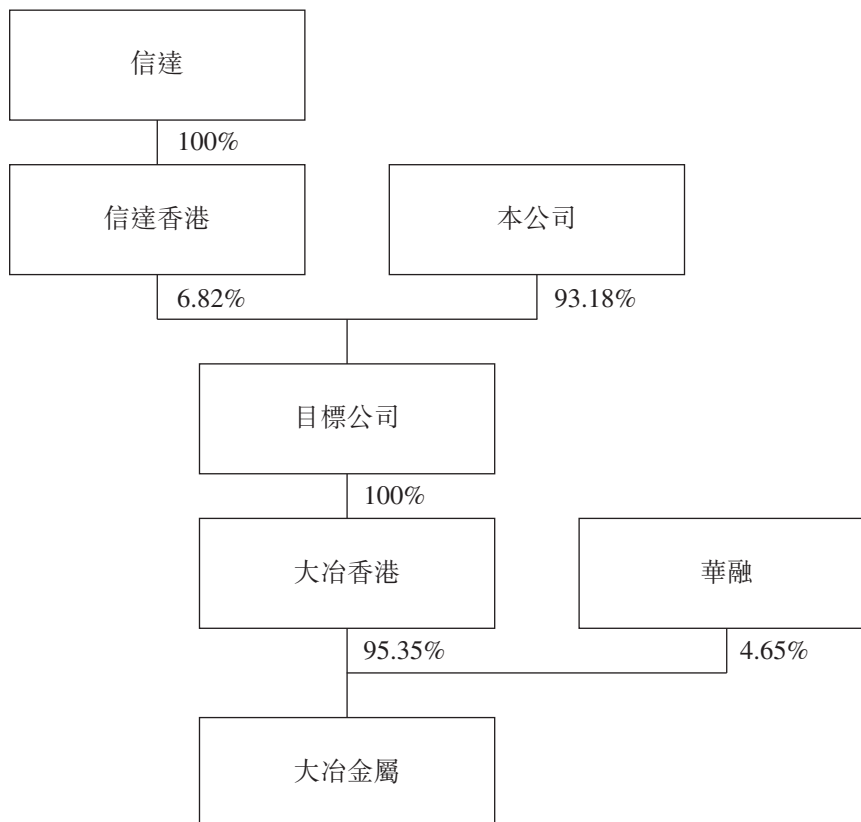 信達
100%
信達香港
本公司
6.82%
93.18%
目標公司
100%
大冶香港
華融
95.35%
4.65%
大冶金屬